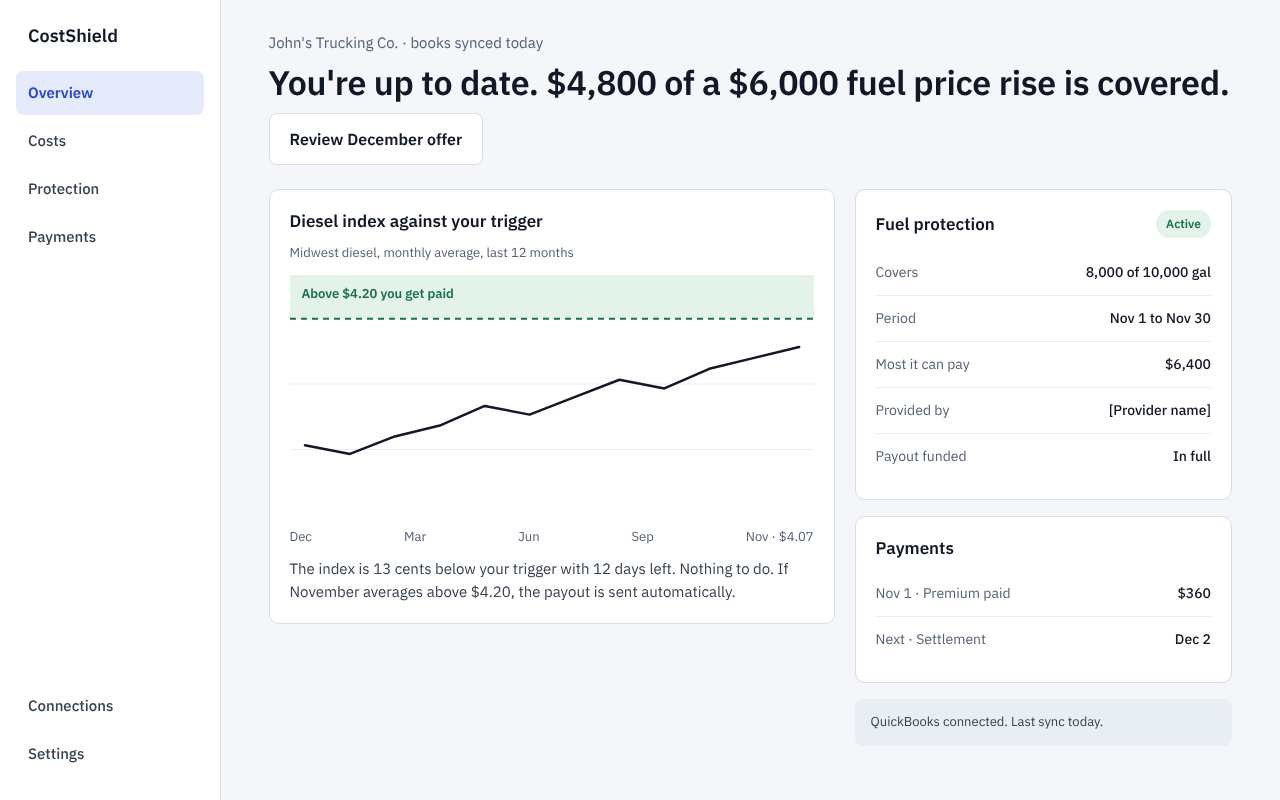 CostShield
Overview
Costs
Protection
Payments
Connections
Settings
John's Trucking Co. · books synced today
You're up to date. $4,800 of a $6,000 fuel price rise is covered.
Review December offer
Diesel index against your trigger
Midwest diesel, monthly average, last 12 months
Above $4.20 you get paid
Dec Mar Jun Sep Nov · $4.07
The index is 13 cents below your trigger with 12 days left. Nothing to do. If
November averages above $4.20, the payout is sent automatically.
Fuel protection Active
Covers 8,000 of 10,000 gal
Period Nov 1 to Nov 30
Most it can pay $6,400
Provided by [Provider name]
Payout funded In full
Payments
Nov 1 · Premium paid $360
Next · Settlement Dec 2
QuickBooks connected. Last sync today.